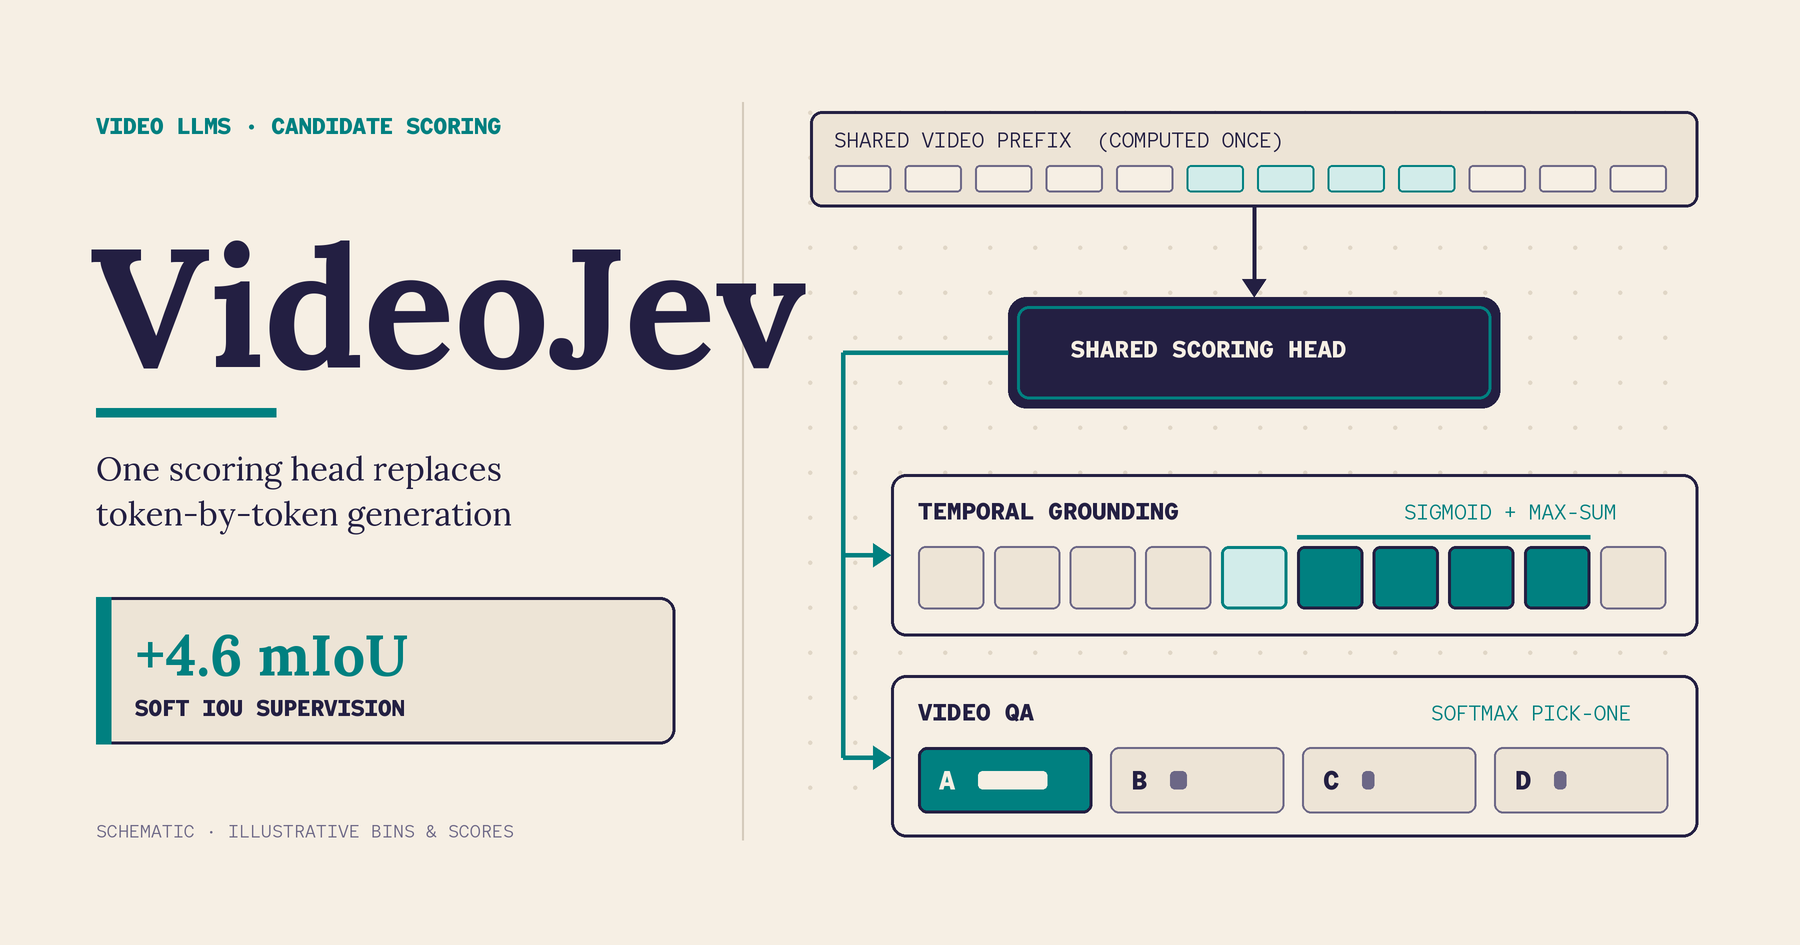 VIDEO LLMS · CANDIDATE SCORING
VideoJev
One scoring head replaces
token-by-token generation
+4.6 mIoU
SOFT IOU SUPERVISION
SCHEMATIC · ILLUSTRATIVE BINS & SCORES
SHARED VIDEO PREFIX (COMPUTED ONCE)
SHARED SCORING HEAD
TEMPORAL GROUNDING
SIGMOID + MAX-SUM
VIDEO QA
SOFTMAX PICK-ONE
A
B
C
D